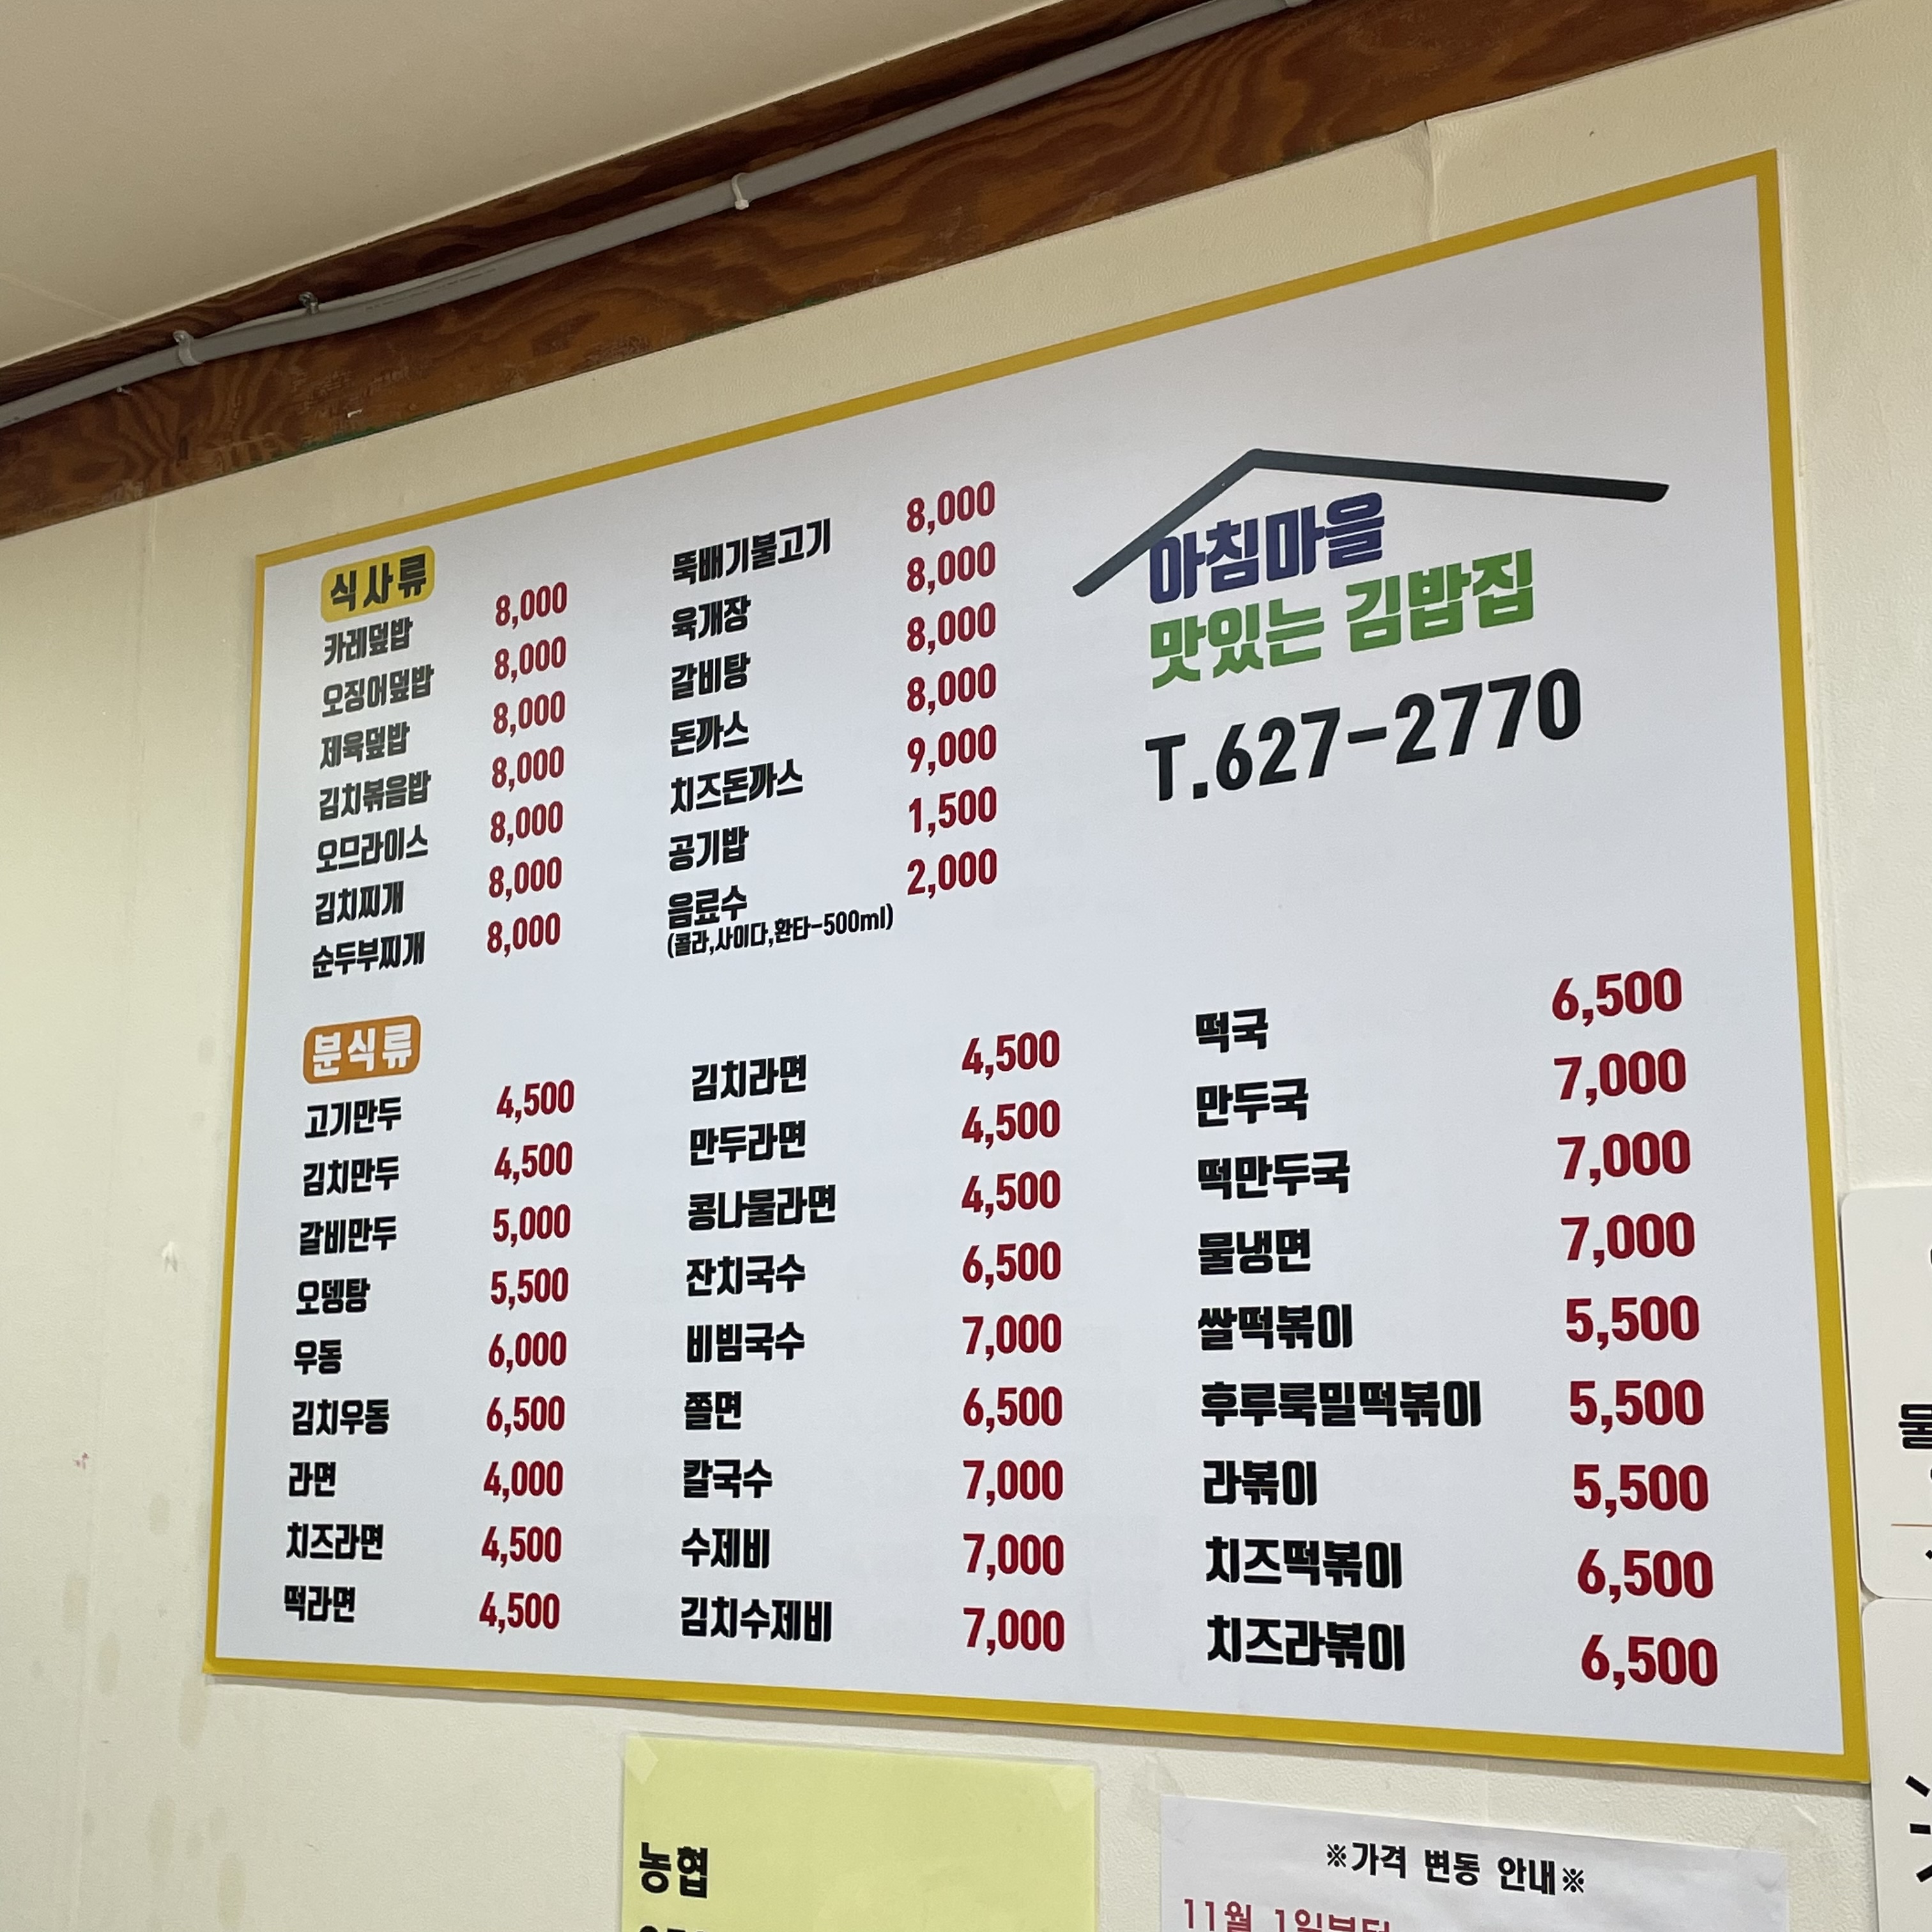 식사류
카레덮밥 8,000
오징어덮밥 8,000
제육덮밥 8,000
김치볶음밥 8,000
오므라이스 8,000
김치찌개 8,000
순두부찌개 8,000
뚝배기불고기 8,000
육개장 8,000
갈비탕 8,000
돈까스 8,000
치즈돈까스 9,000
공기밥 1,500
음료수 2,000
(콜라,사이다,환타-500ml)
아침마을
맛있는 김밥집
T.627-2770
분식류
고기만두 4,500
김치만두 4,500
갈비만두 5,000
오뎅탕 5,500
우동 6,000
김치우동 6,500
라면 4,000
치즈라면 4,500
떡라면 4,500
김치라면 4,500
만두라면 4,500
콩나물라면 4,500
잔치국수 6,500
비빔국수 7,000
쫄면 6,500
칼국수 7,000
수제비 7,000
김치수제비 7,000
떡국 6,500
만두국 7,000
떡만두국 7,000
물냉면 7,000
쌀떡볶이 5,500
후루룩밀떡볶이 5,500
라볶이 5,500
치즈떡볶이 6,500
치즈라볶이 6,500
농협
※가격 변동 안내※
11월 1일부터